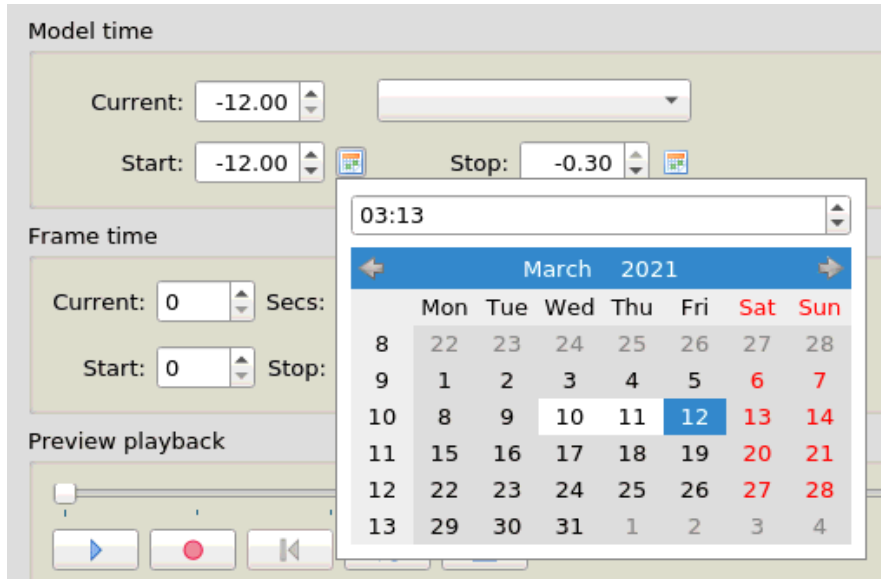 Model time
Current: -12.00
Start: -12.00 Stop: -0.30
03:13
Frame time
March 2021
Current: 0 Secs:
Mon Tue Wed Thu Fri Sat Sun
8 22 23 24 25 26 27 28
Start: 0 Stop:
9 1 2 3 4 5 6 7
10 8 9 10 11 12 13 14
Preview playback
11 15 16 17 18 19 20 21
12 22 23 24 25 26 27 28
13 29 30 31 1 2 3 4